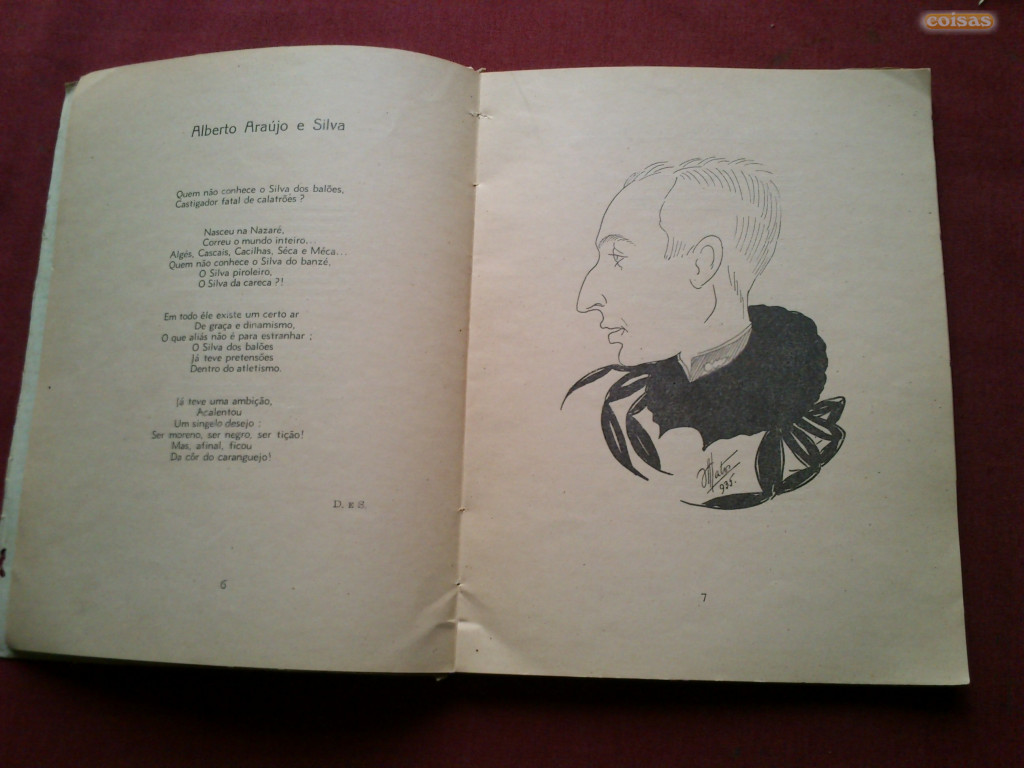 coisas
Alberto Araújo e Silva
Quem não conhece o Silva dos balões,
Castigador fatal de calatrões ?
Nasceu na Nazaré,
Correu o mundo inteiro...
Algés, Cascais, Cacilhas, Séca e Méca...
Quem não conhece o Silva do banzé,
O Silva piroleiro,
O Silva da careca ?!
Em todo êle existe um certo ar
De graça e dinamismo,
O que aliás não é para estranhar ;
O Silva dos balões
Já teve pretensões
Dentro do atletismo.
Já teve uma ambição,
Acalentou
Um singelo desejo :
Ser moreno, ser negro, ser tição!
Mas, afinal, ficou
Da côr do caranguejo!
D. E S.
6
Matos
935.
7